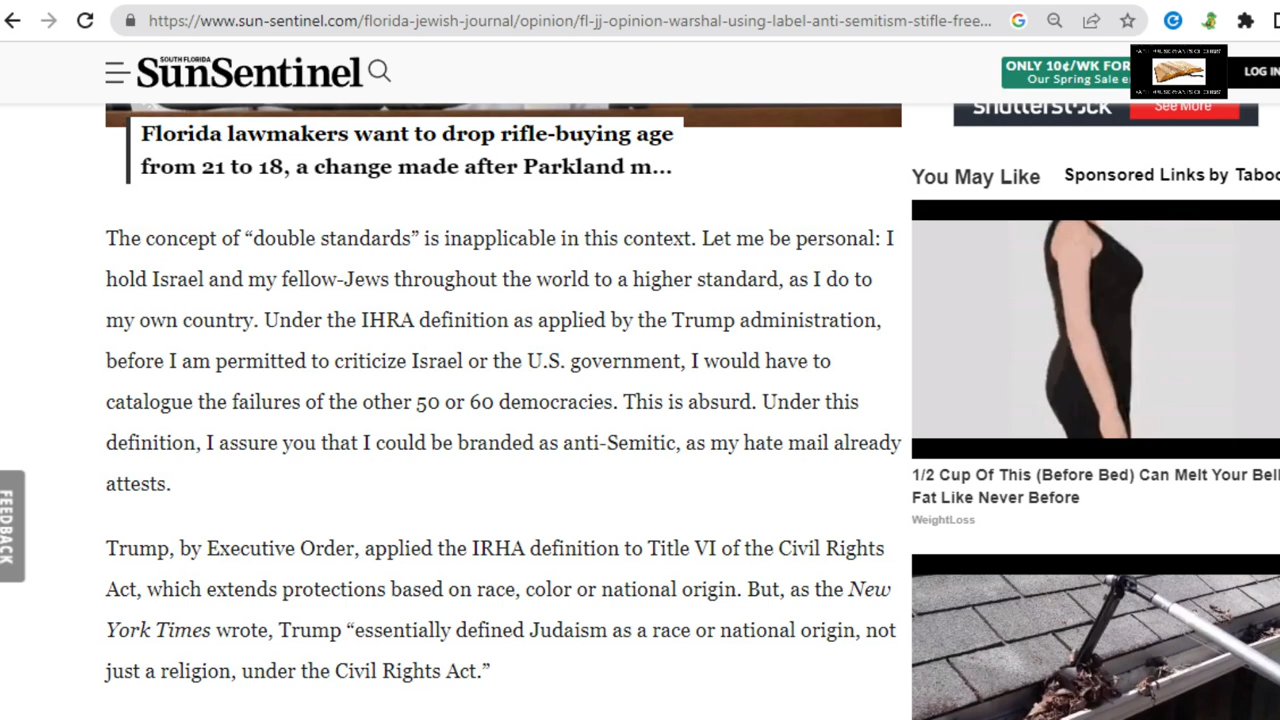 https://www.sun-sentinel.com/florida-jewish-journal/opinion/fl-jj-opinion-warshal-using-label-anti-semitism-stifle-free...
SOUTH FLORIDA
SunSentinel
ONLY 10¢/WK FOR
Our Spring Sale e
LOG IN
Florida lawmakers want to drop rifle-buying age
from 21 to 18, a change made after Parkland m...
The concept of “double standards” is inapplicable in this context. Let me be personal: I
hold Israel and my fellow-Jews throughout the world to a higher standard, as I do to
my own country. Under the IHRA definition as applied by the Trump administration,
before I am permitted to criticize Israel or the U.S. government, I would have to
catalogue the failures of the other 50 or 60 democracies. This is absurd. Under this
definition, I assure you that I could be branded as anti-Semitic, as my hate mail already
attests.
Trump, by Executive Order, applied the IRHA definition to Title VI of the Civil Rights
Act, which extends protections based on race, color or national origin. But, as the New
York Times wrote, Trump “essentially defined Judaism as a race or national origin, not
just a religion, under the Civil Rights Act.”
FEEDBACK
shutterstock
See More
You May Like
Sponsored Links by Taboo
1/2 Cup Of This (Before Bed) Can Melt Your Bell
Fat Like Never Before
WeightLoss